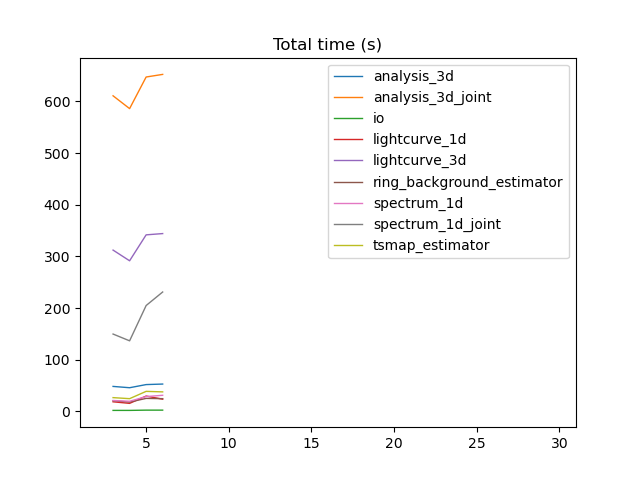 Total time (s)
600
500
400
300
200
100
0
5
10
15
20
25
30
analysis_3d
analysis_3d_joint
io
lightcurve_1d
lightcurve_3d
ring_background_estimator
spectrum_1d
spectrum_1d_joint
tsmap_estimator